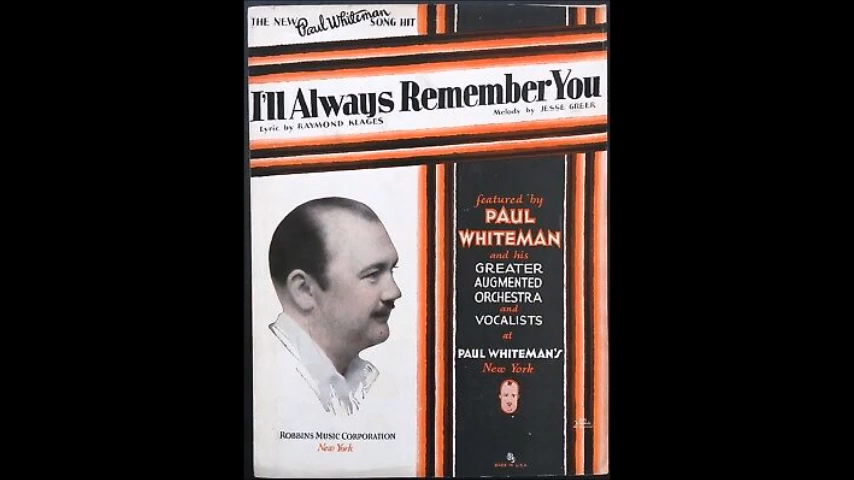 THE NEW Paul Whiteman SONG HIT
I'll Always Remember You
Lyric by RAYMOND KLAGES
Melody by JESSE GREER
featured by
PAUL
WHITEMAN
and his
GREATER
AUGMENTED
ORCHESTRA
and
VOCALISTS
at
PAUL WHITEMAN'S
New York
ROBBINS MUSIC CORPORATION
New York
MADE IN U.S.A.